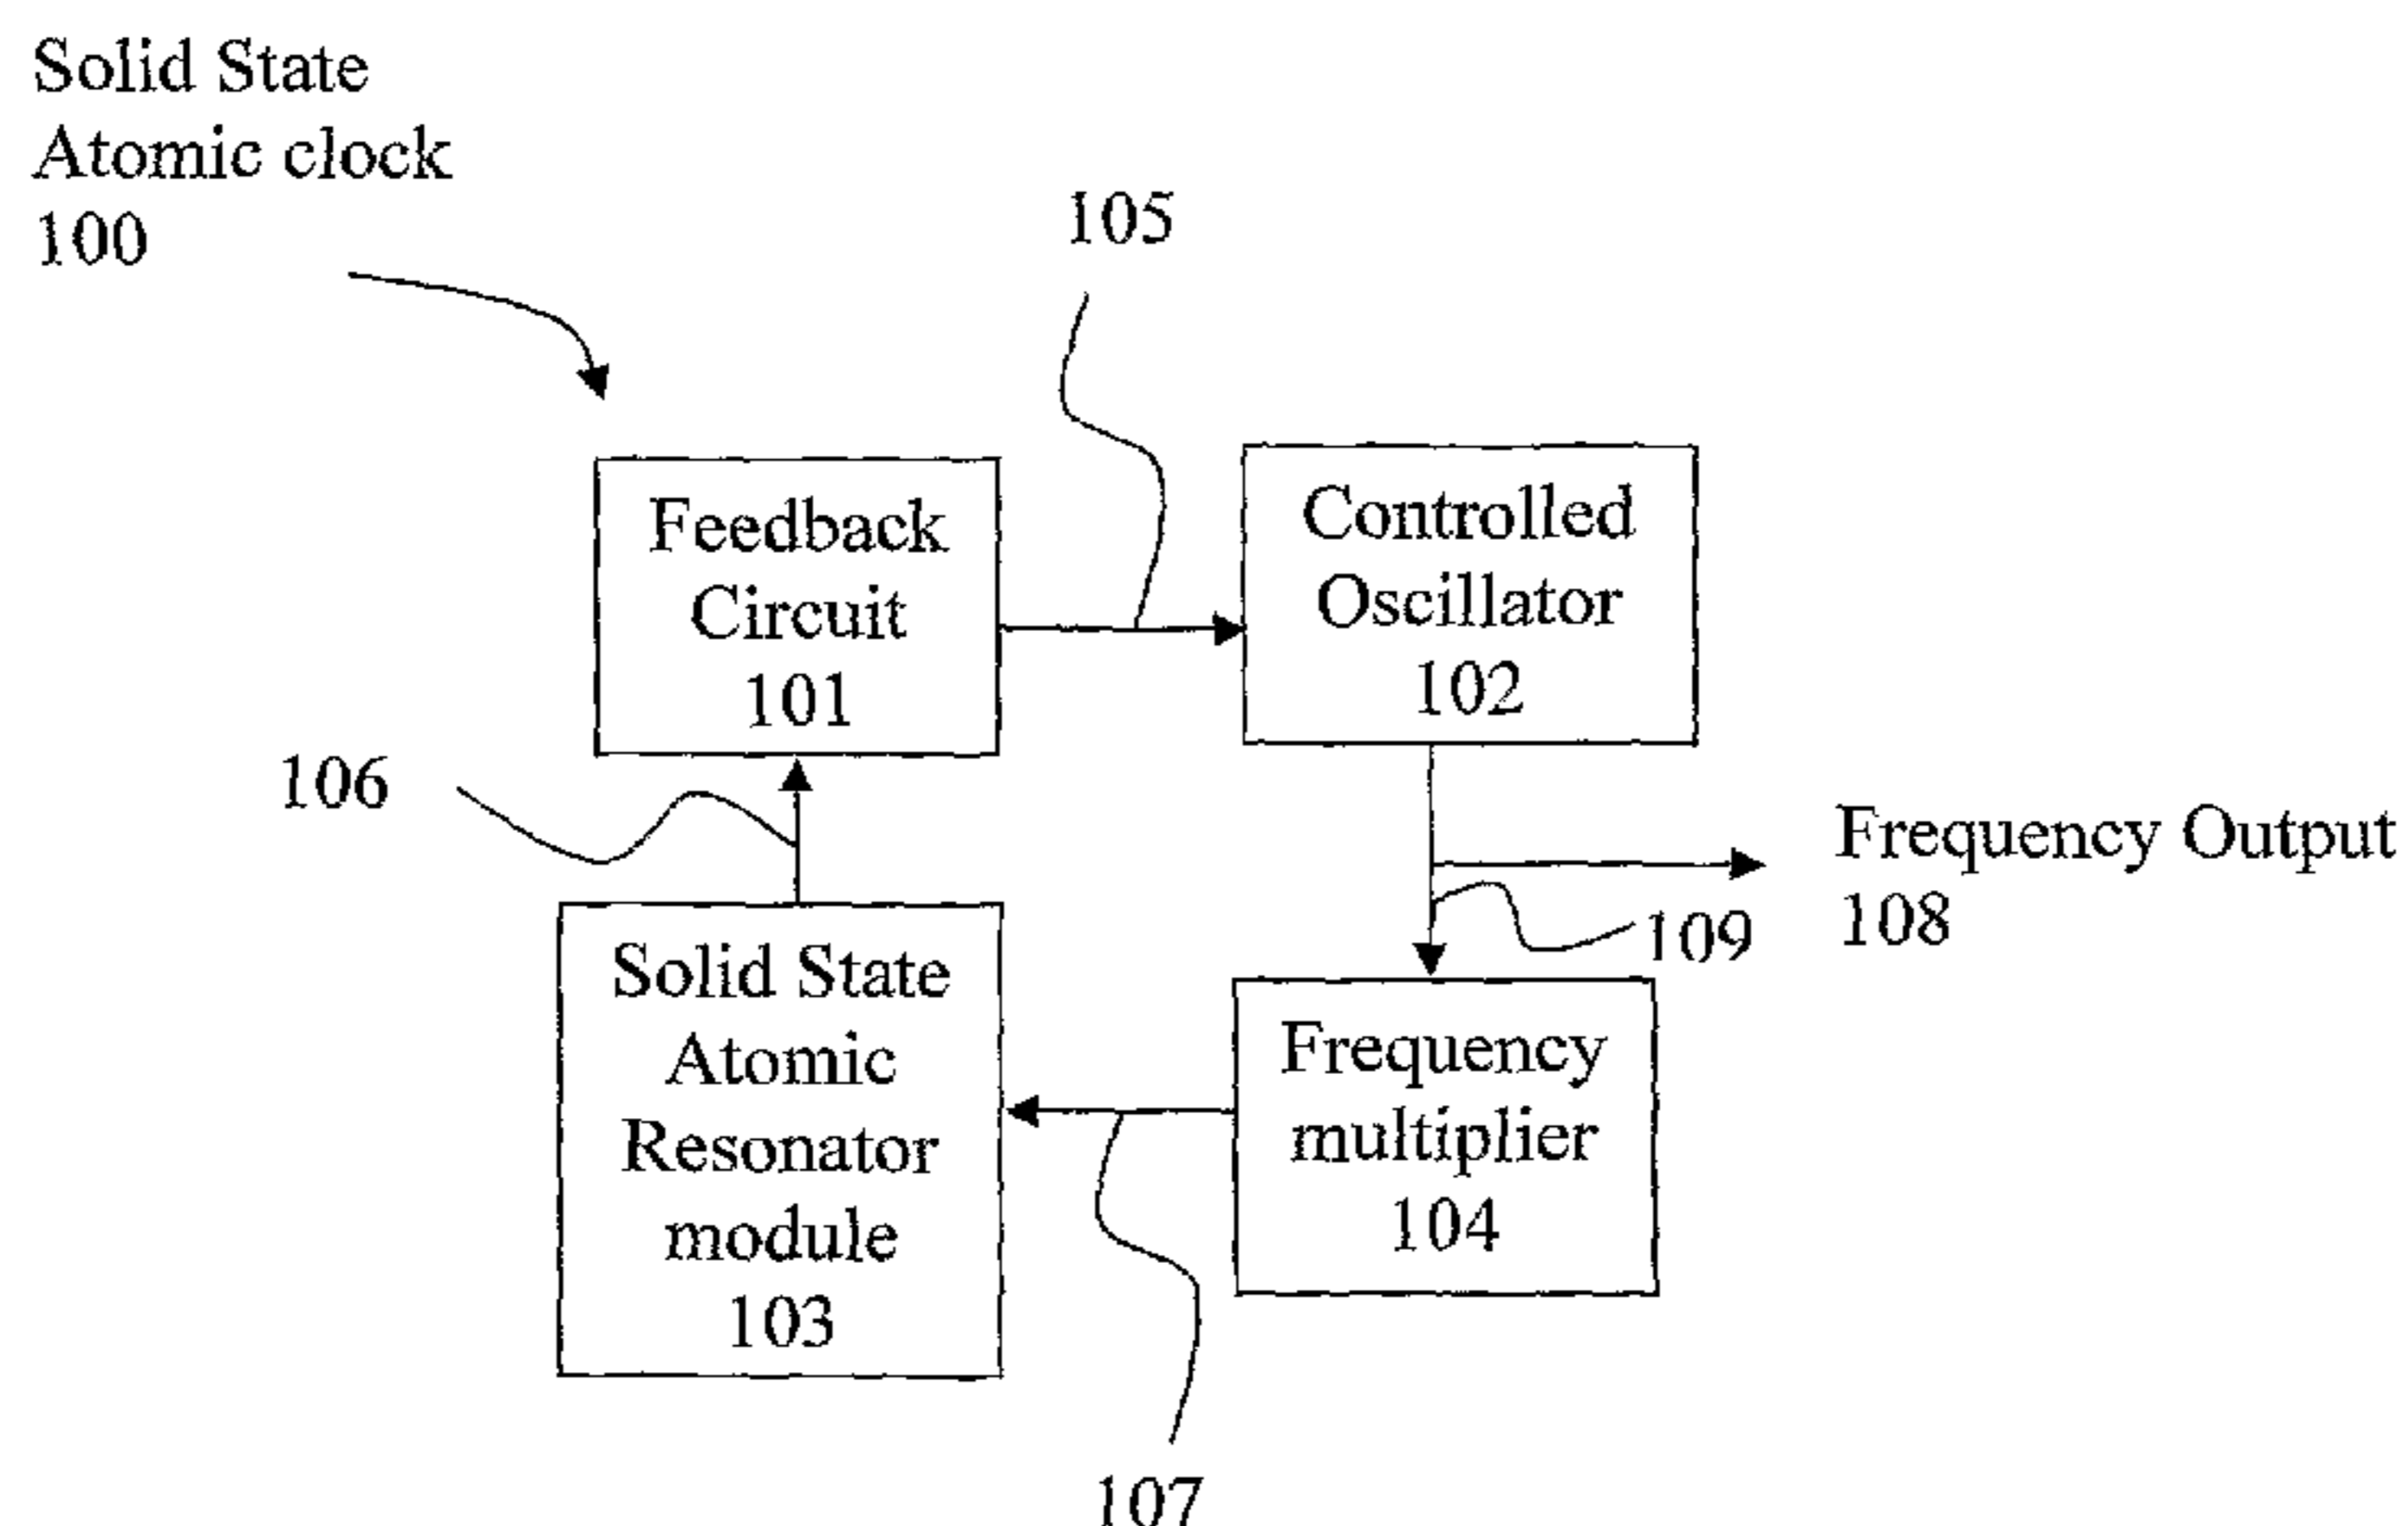 Solid State
Atomic clock
100
105
Feedback
Circuit
101
Controlled
Oscillator
102
106
Frequency Output
108
109
Solid State
Atomic
Resonator
module
103
Frequency
multiplier
104
107